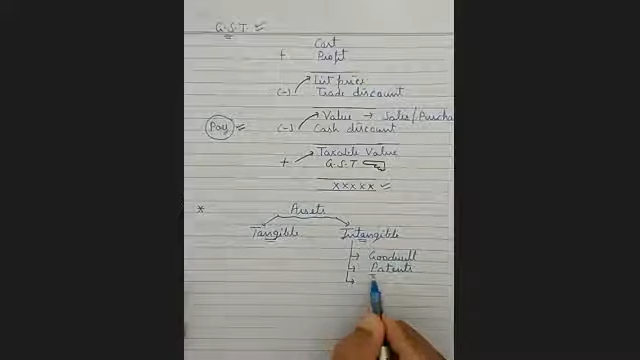 G.S.T.
Cost
+ Profit
List price
(-) Trade discount
Pay
Value → Sales/Purcha
(-) Cash discount
Taxable Value
+ G.S.T
xxxxx
* Assets
Tangible Intangible
Goodwill
Patents